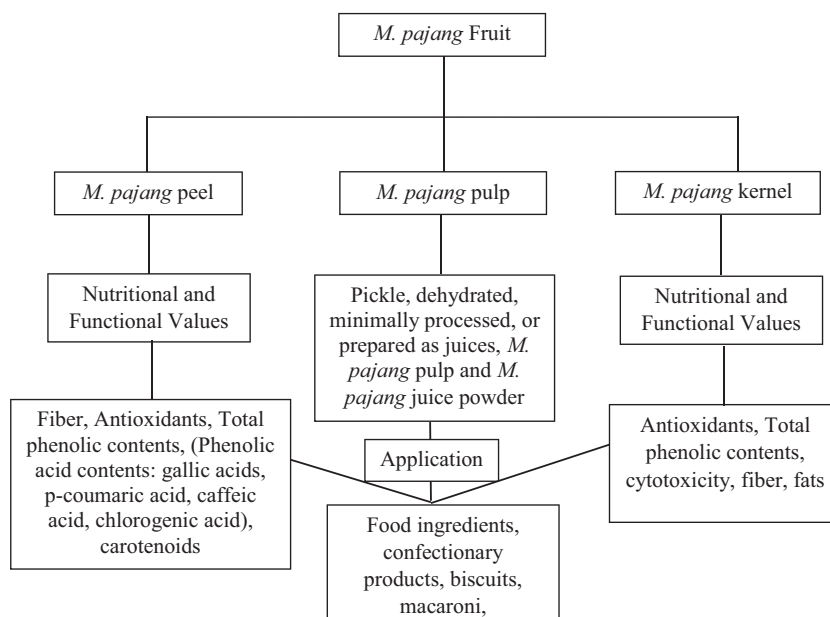 M. pajang Fruit
M. pajang peel
M. pajang pulp
M. pajang kernel
Nutritional and
Functional Values
Pickle, dehydrated,
minimally processed, or
prepared as juices, M.
pajang pulp and M.
pajang juice powder
Nutritional and
Functional Values
Fiber, Antioxidants, Total
phenolic contents, (Phenolic
acid contents: gallic acids,
p-coumaric acid, caffeic
acid, chlorogenic acid),
carotenoids
Application
Antioxidants, Total
phenolic contents,
cytotoxicity, fiber, fats
Food ingredients,
confectionary
products, biscuits,
macaroni,